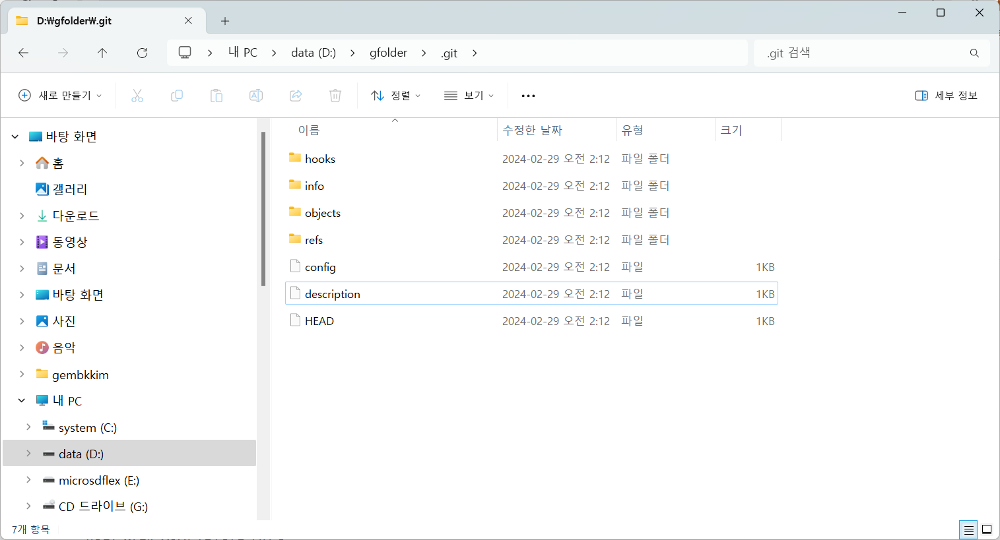 D:₩gfolder₩.git
내 PC
data (D:)
gfolder
.git
.git 검색
새로 만들기
정렬
보기
세부 정보
바탕 화면
홈
갤러리
다운로드
동영상
문서
바탕 화면
사진
음악
gembkkim
내 PC
system (C:)
data (D:)
microsdflex (E:)
CD 드라이브 (G:)
이름 수정한 날짜 유형 크기
hooks 2024-02-29 오전 2:12 파일 폴더
info 2024-02-29 오전 2:12 파일 폴더
objects 2024-02-29 오전 2:12 파일 폴더
refs 2024-02-29 오전 2:12 파일 폴더
config 2024-02-29 오전 2:12 파일 1KB
description 2024-02-29 오전 2:12 파일 1KB
HEAD 2024-02-29 오전 2:12 파일 1KB
7개 항목